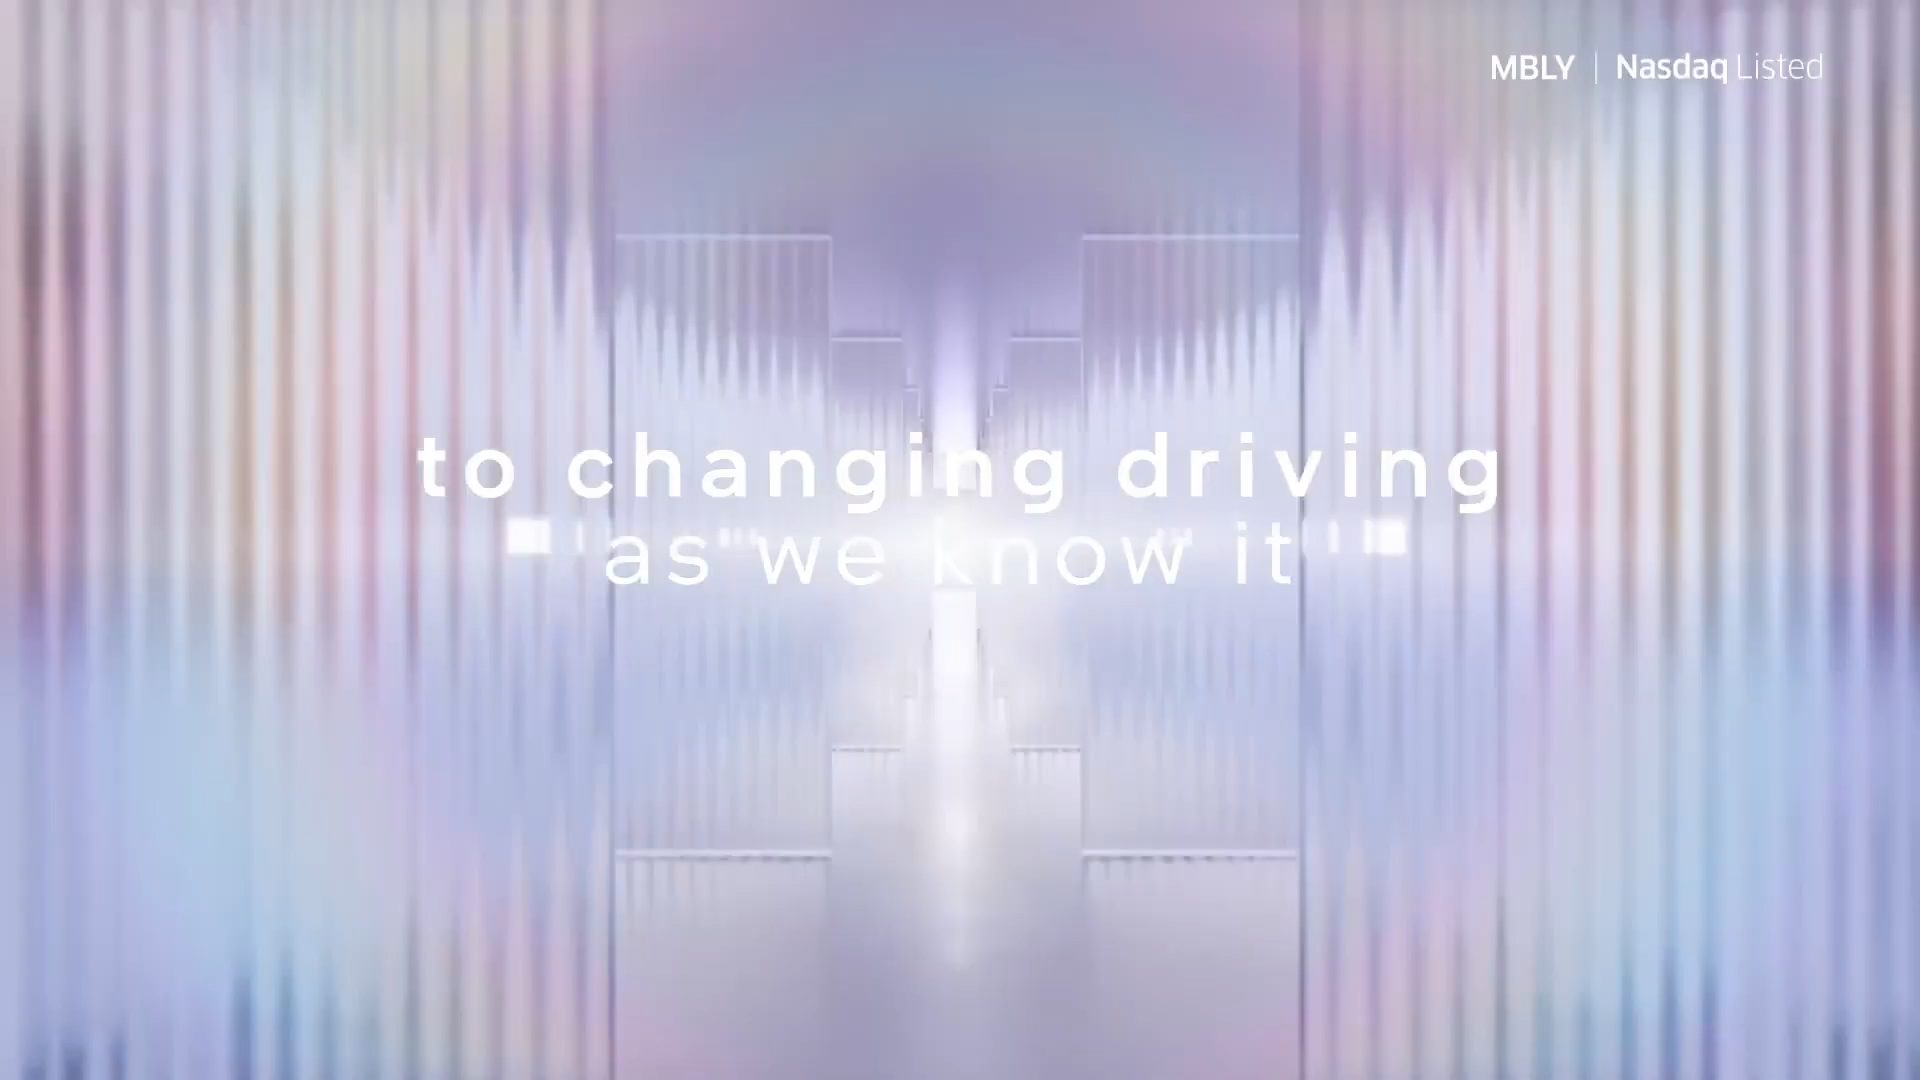 MBLY | Nasdaq Listed
to changing driving
as we know it